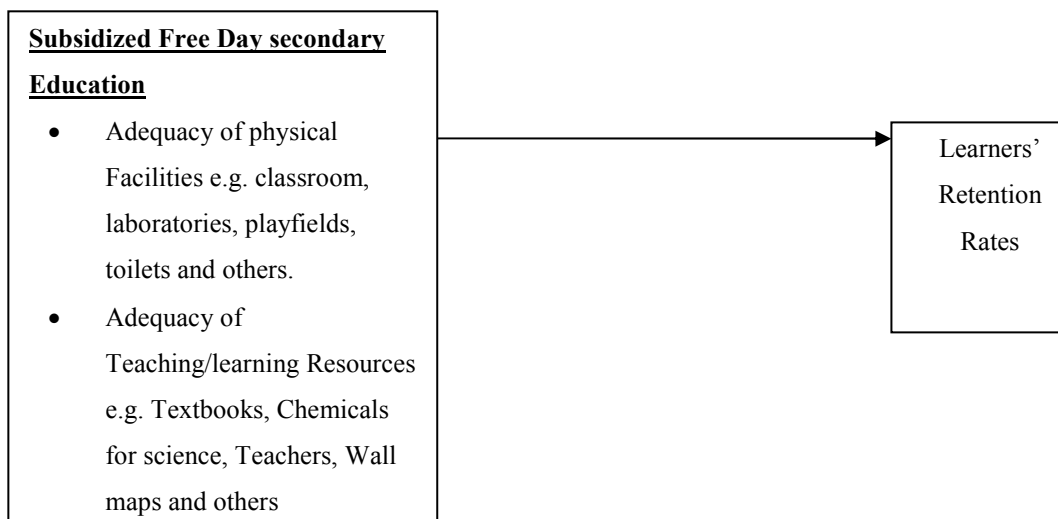 Subsidized Free Day secondary
Education
• Adequacy of physical
Facilities e.g. classroom,
laboratories, playfields,
toilets and others.
• Adequacy of
Teaching/learning Resources
e.g. Textbooks, Chemicals
for science, Teachers, Wall
maps and others
Learners’
Retention
Rates